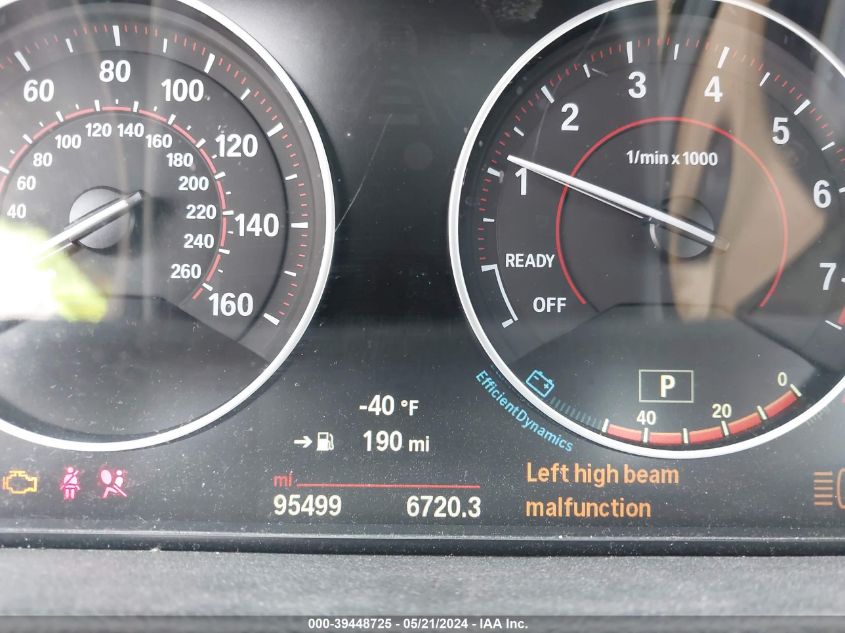 60 80 100 120 140 160
40 60 80 100 120 140 160 180 200 220 240 260
1 2 3 4 5 6 7
1/min x 1000
READY
OFF
P
EfficientDynamics
40 20 0
-40 °F
190 mi
mi
95499 6720.3
Left high beam
malfunction
000-39448725 - 05/21/2024 - IAA Inc.